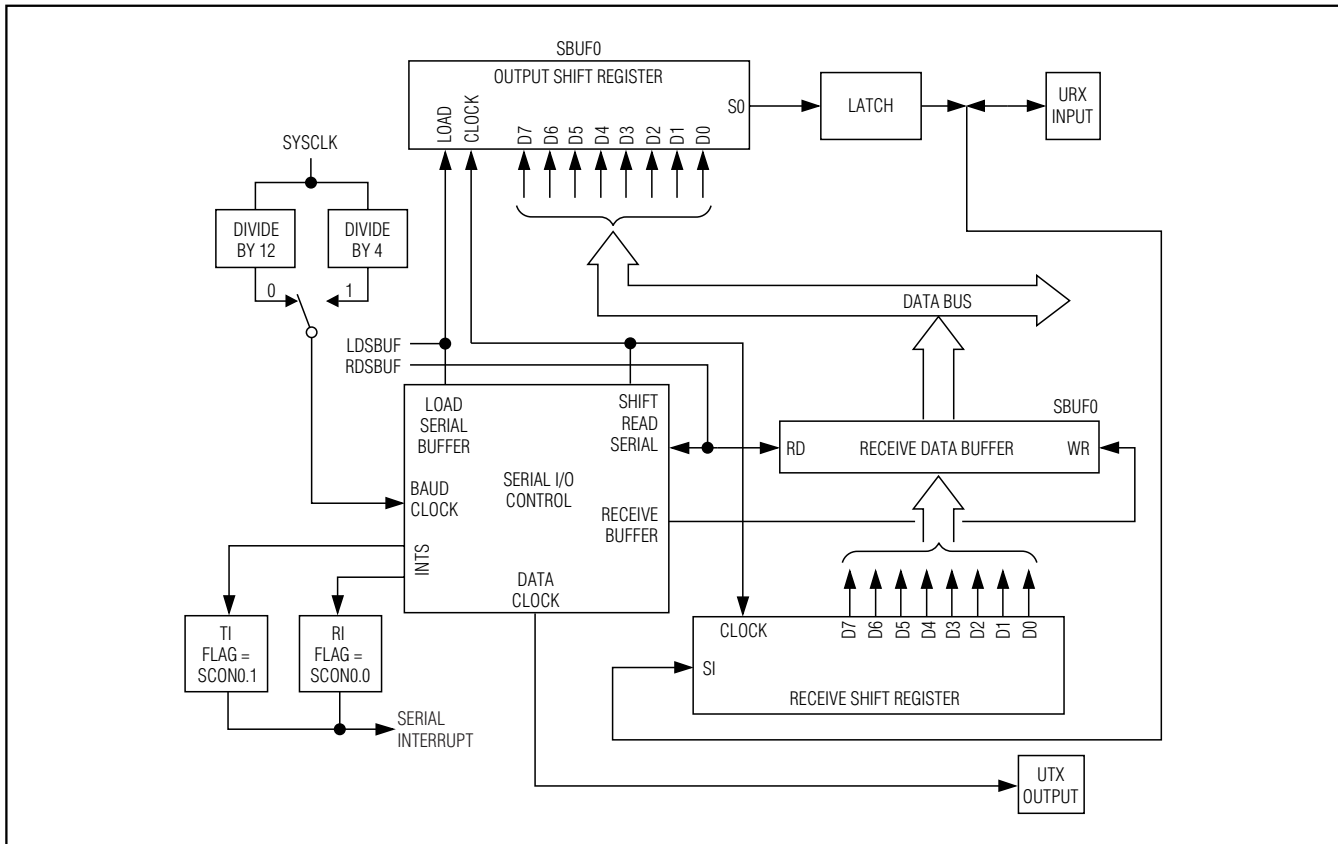 SBUF0
OUTPUT SHIFT REGISTER
LOAD
CLOCK
D7
D6
D5
D4
D3
D2
D1
D0
S0
LATCH
URX
INPUT
SYSCLK
DIVIDE
BY 12
DIVIDE
BY 4
0
1
DATA BUS
LDSBUF
RDSBUF
LOAD
SERIAL
BUFFER
SHIFT
READ
SERIAL
BAUD
CLOCK
SERIAL I/O
CONTROL
RECEIVE
BUFFER
INTS
DATA
CLOCK
SBUF0
RD
RECEIVE DATA BUFFER
WR
TI
FLAG =
SCON0.1
RI
FLAG =
SCON0.0
SERIAL
INTERRUPT
CLOCK
D7
D6
D5
D4
D3
D2
D1
D0
SI
RECEIVE SHIFT REGISTER
UTX
OUTPUT